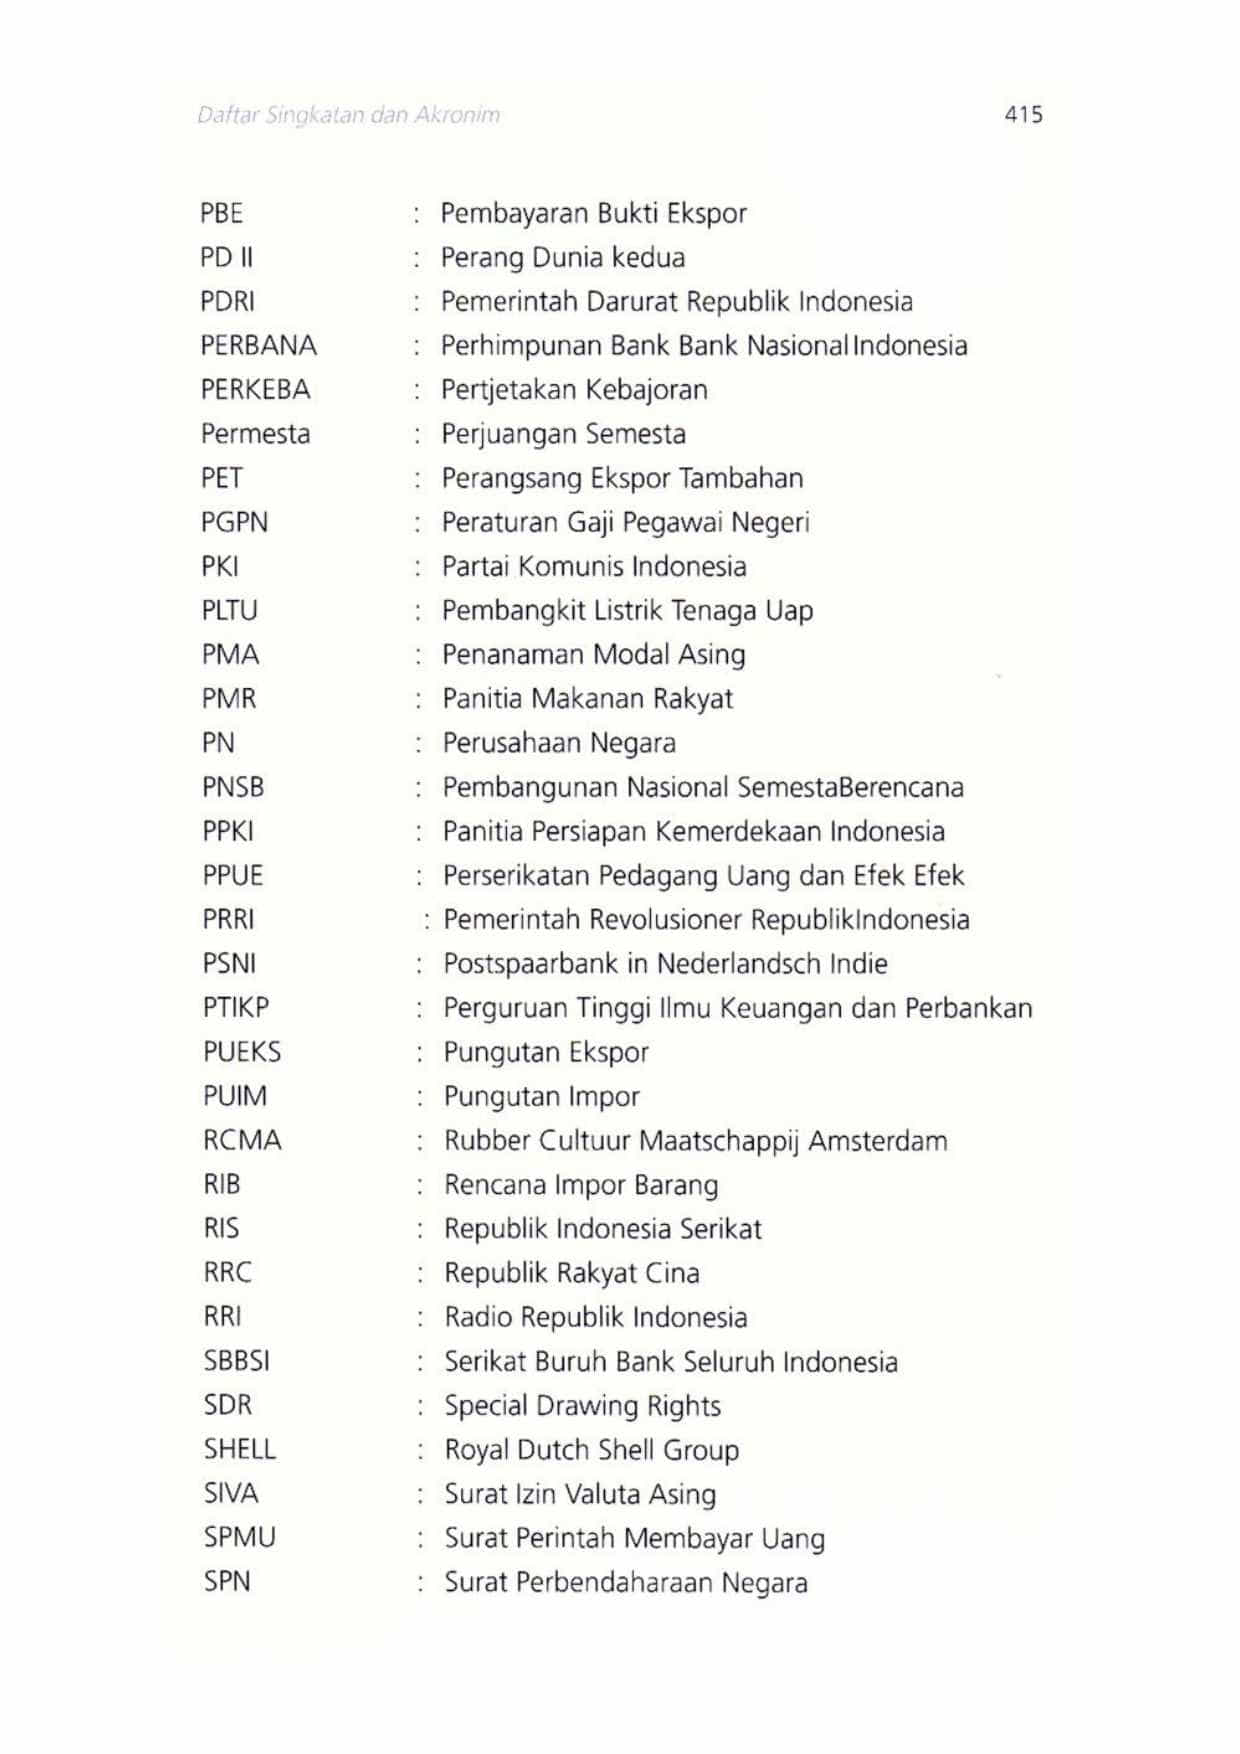 Daftar Singkatan dan Akronim 415
PBE : Pembayaran Bukti Ekspor
PD II : Perang Dunia kedua
PDRI : Pemerintah Darurat Republik Indonesia
PERBANA : Perhimpunan Bank Bank Nasional Indonesia
PERKEBA : Pertjetakan Kebajoran
Permesta : Perjuangan Semesta
PET : Perangsang Ekspor Tambahan
PGPN : Peraturan Gaji Pegawai Negeri
PKI : Partai Komunis Indonesia
PLTU : Pembangkit Listrik Tenaga Uap
PMA : Penanaman Modal Asing
PMR : Panitia Makanan Rakyat
PN : Perusahaan Negara
PNSB : Pembangunan Nasional SemestaBerencana
PPKI : Panitia Persiapan Kemerdekaan Indonesia
PPUE : Perserikatan Pedagang Uang dan Efek Efek
PRRI : Pemerintah Revolusioner RepublikIndonesia
PSNI : Postspaarbank in Nederlandsch Indie
PTIKP : Perguruan Tinggi Ilmu Keuangan dan Perbankan
PUEKS : Pungutan Ekspor
PUIM : Pungutan Impor
RCMA : Rubber Cultuur Maatschappij Amsterdam
RIB : Rencana Impor Barang
RIS : Republik Indonesia Serikat
RRC : Republik Rakyat Cina
RRI : Radio Republik Indonesia
SBBSI : Serikat Buruh Bank Seluruh Indonesia
SDR : Special Drawing Rights
SHELL : Royal Dutch Shell Group
SIVA : Surat Izin Valuta Asing
SPMU : Surat Perintah Membayar Uang
SPN : Surat Perbendaharaan Negara